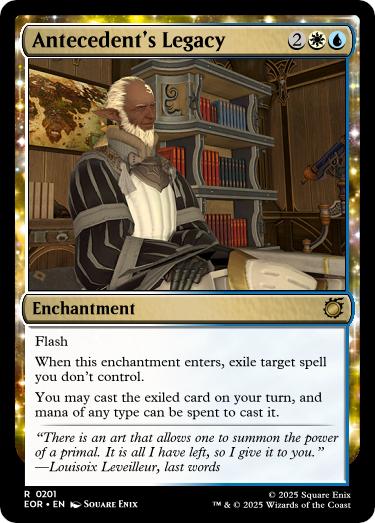 Antecedent's Legacy 2
Enchantment
Flash
When this enchantment enters, exile target spell
you don't control.
You may cast the exiled card on your turn, and
mana of any type can be spent to cast it.
"There is an art that allows one to summon the power
of a primal. It is all I have left, so I give it to you."
—Louisoix Leveilleur, last words
R 0201
EOR • EN SQUARE ENIX
© 2025 Square Enix
™ & © 2025 Wizards of the Coast